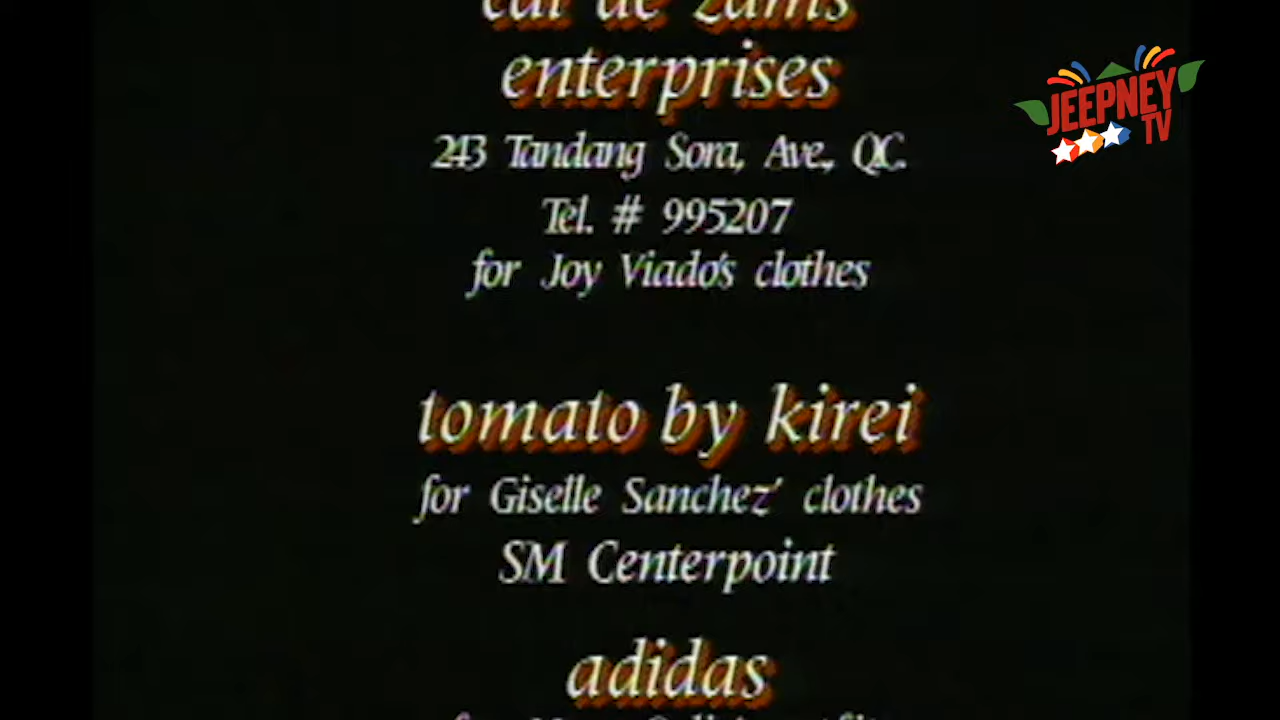 enterprises
243 Tandang Sora, Ave., Q.C.
Tel. # 995207
for Joy Viado's clothes
tomato by kirei
for Giselle Sanchez' clothes
SM Centerpoint
adidas
JEEPNEY
TV